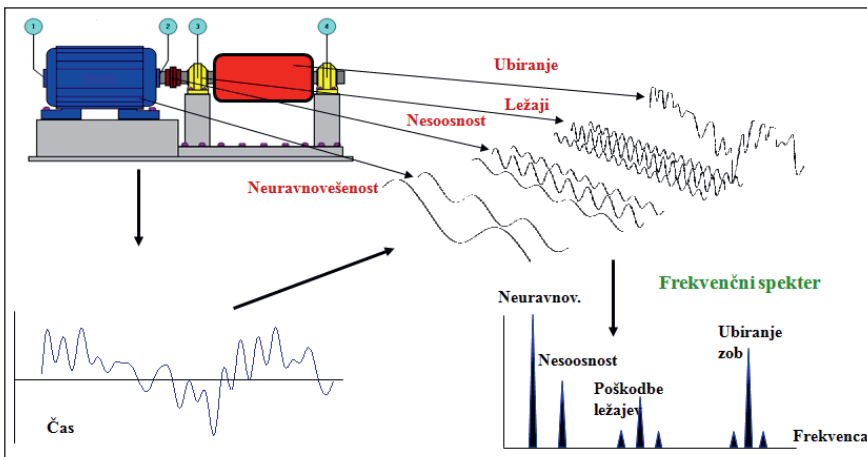 1
2
3
4
Ubiranje
Ležaji
Nesoosnost
Neuravnovešenost
Frekvenčni spekter
Neuravnov.
Nesoosnost
Poškodbe
ležajev
Ubiranje
zob
Frekvenca
Čas